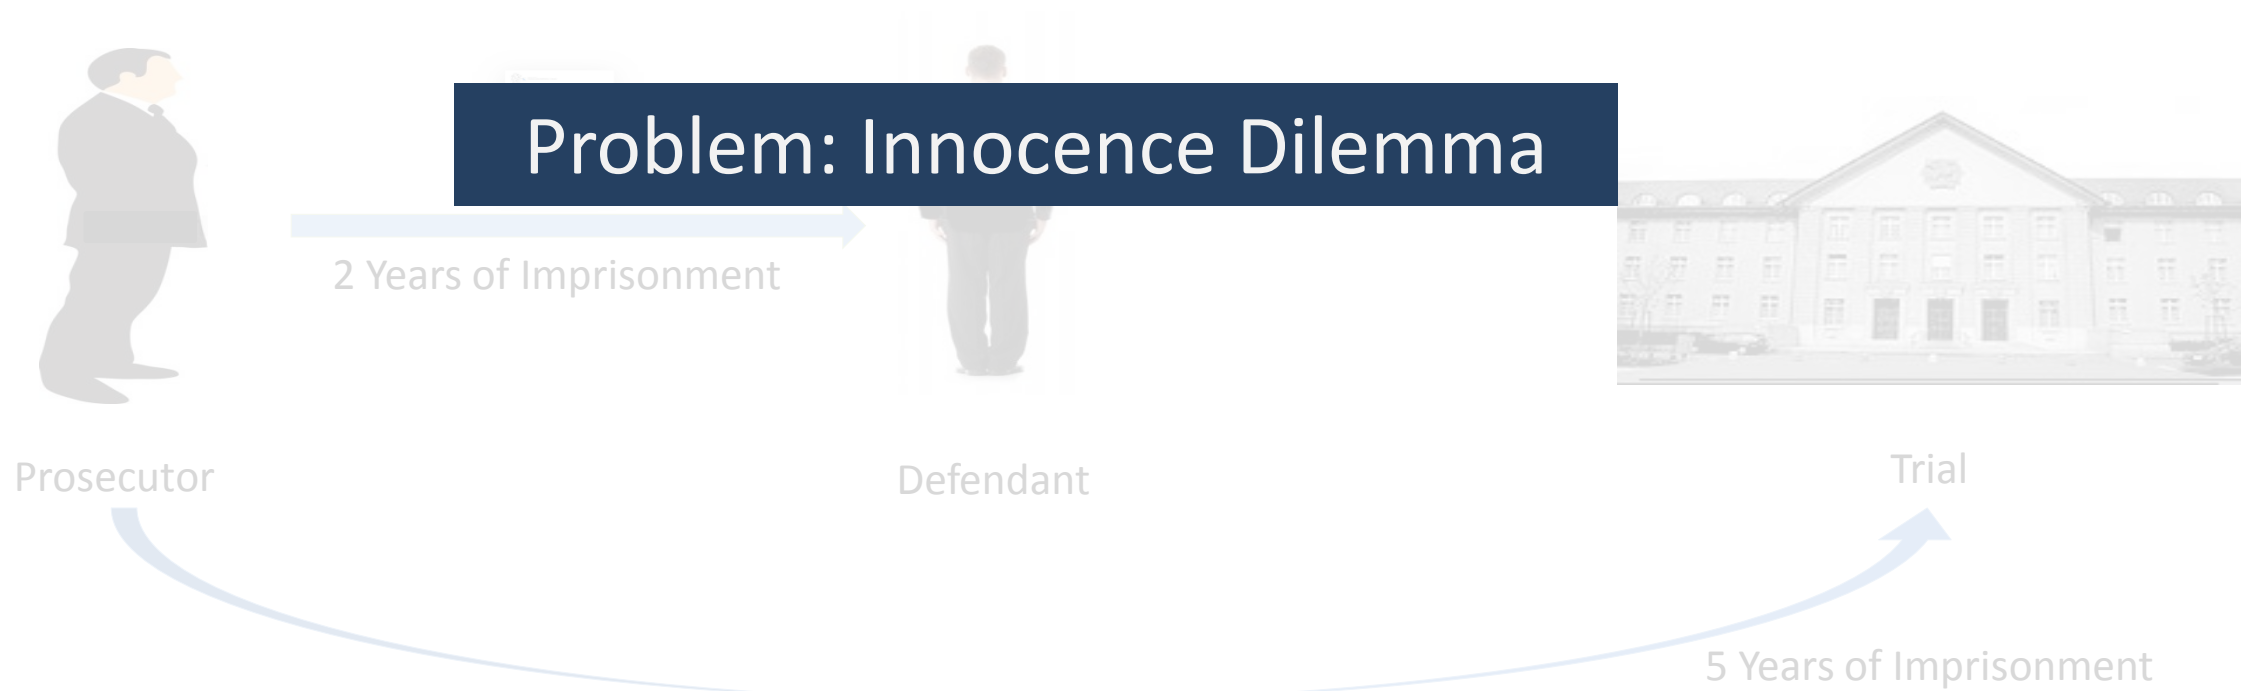 Problem: Innocence Dilemma
2 Years of Imprisonment
Prosecutor
Defendant
Trial
5 Years of Imprisonment